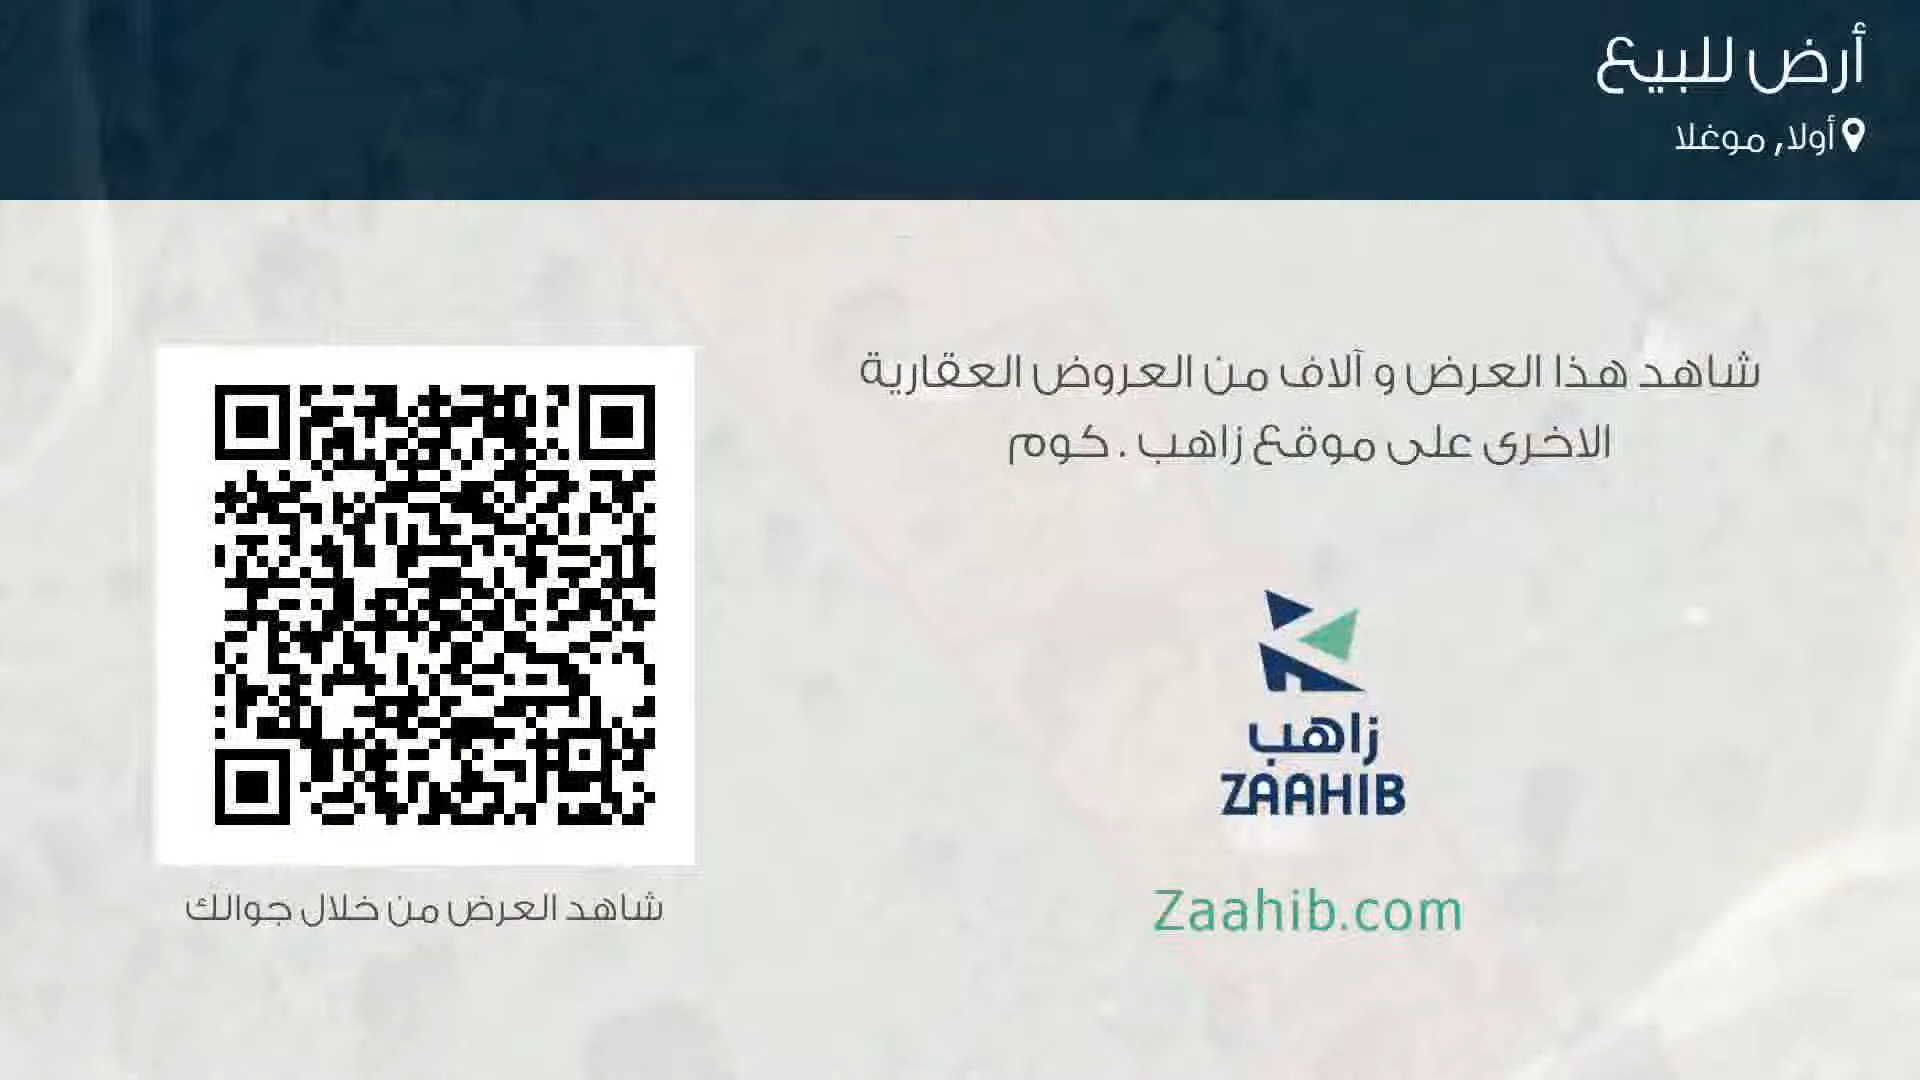 أرض للبيع
أولا, موغلا
شاهد هذا العرض و آلاف من العروض العقارية
الاخرى على موقع زاهب . كوم
زاهب
ZAAHIB
Zaahib.com
شاهد العرض من خلال جوالك